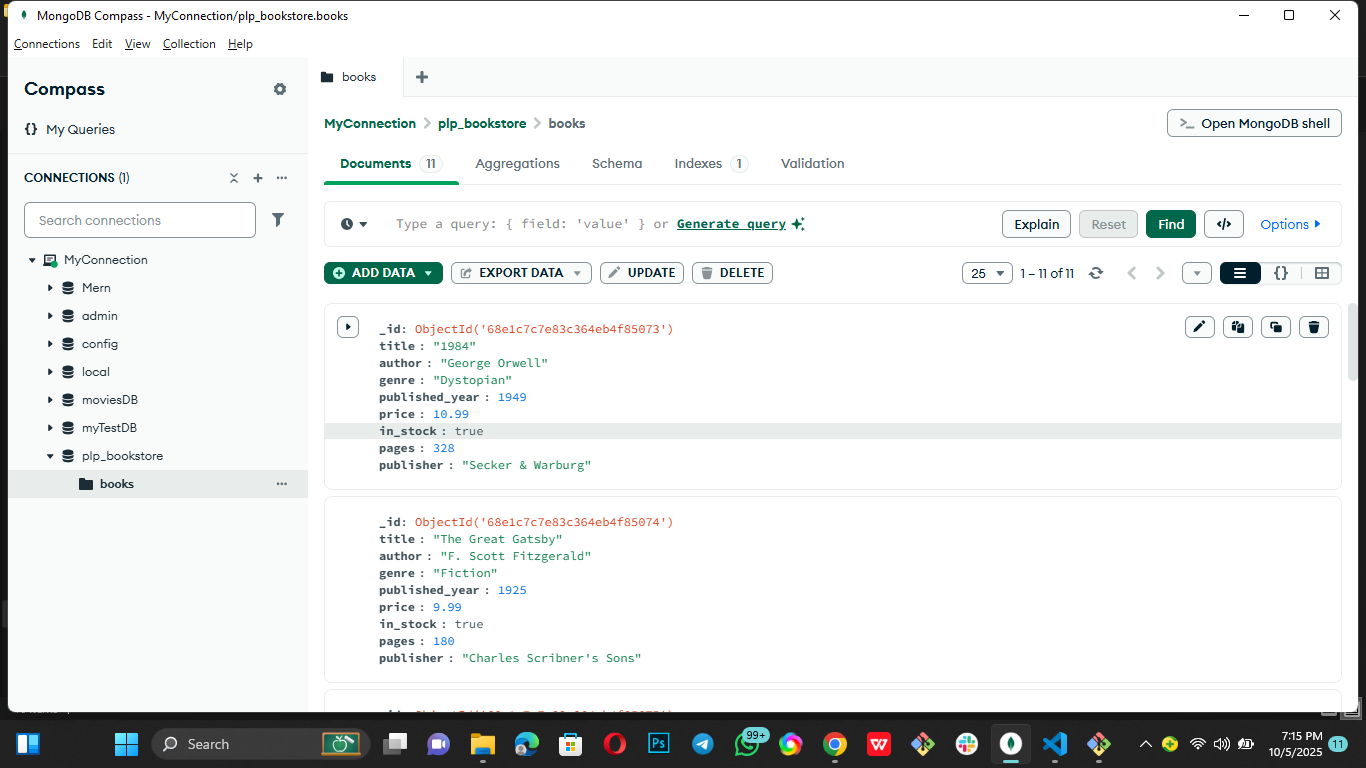 MongoDB Compass - MyConnection/plp_bookstore.books
Connections Edit View Collection Help
Compass
My Queries
CONNECTIONS (1)
Search connections
MyConnection
Mern
admin
config
local
moviesDB
myTestDB
plp_bookstore
books
books
MyConnection > plp_bookstore > books
>_ Open MongoDB shell
Documents 11 Aggregations Schema Indexes 1 Validation
Type a query: { field: 'value' } or Generate query
Explain Reset Find </> Options
ADD DATA EXPORT DATA UPDATE DELETE
25 1 – 11 of 11 {}
_id: ObjectId('68e1c7c7e83c364eb4f85073')
title : "1984"
author : "George Orwell"
genre : "Dystopian"
published_year : 1949
price : 10.99
in_stock : true
pages : 328
publisher : "Secker & Warburg"
_id: ObjectId('68e1c7c7e83c364eb4f85074')
title : "The Great Gatsby"
author : "F. Scott Fitzgerald"
genre : "Fiction"
published_year : 1925
price : 9.99
in_stock : true
pages : 180
publisher : "Charles Scribner's Sons"
Search
Ps
99+
W
7:15 PM
10/5/2025
11